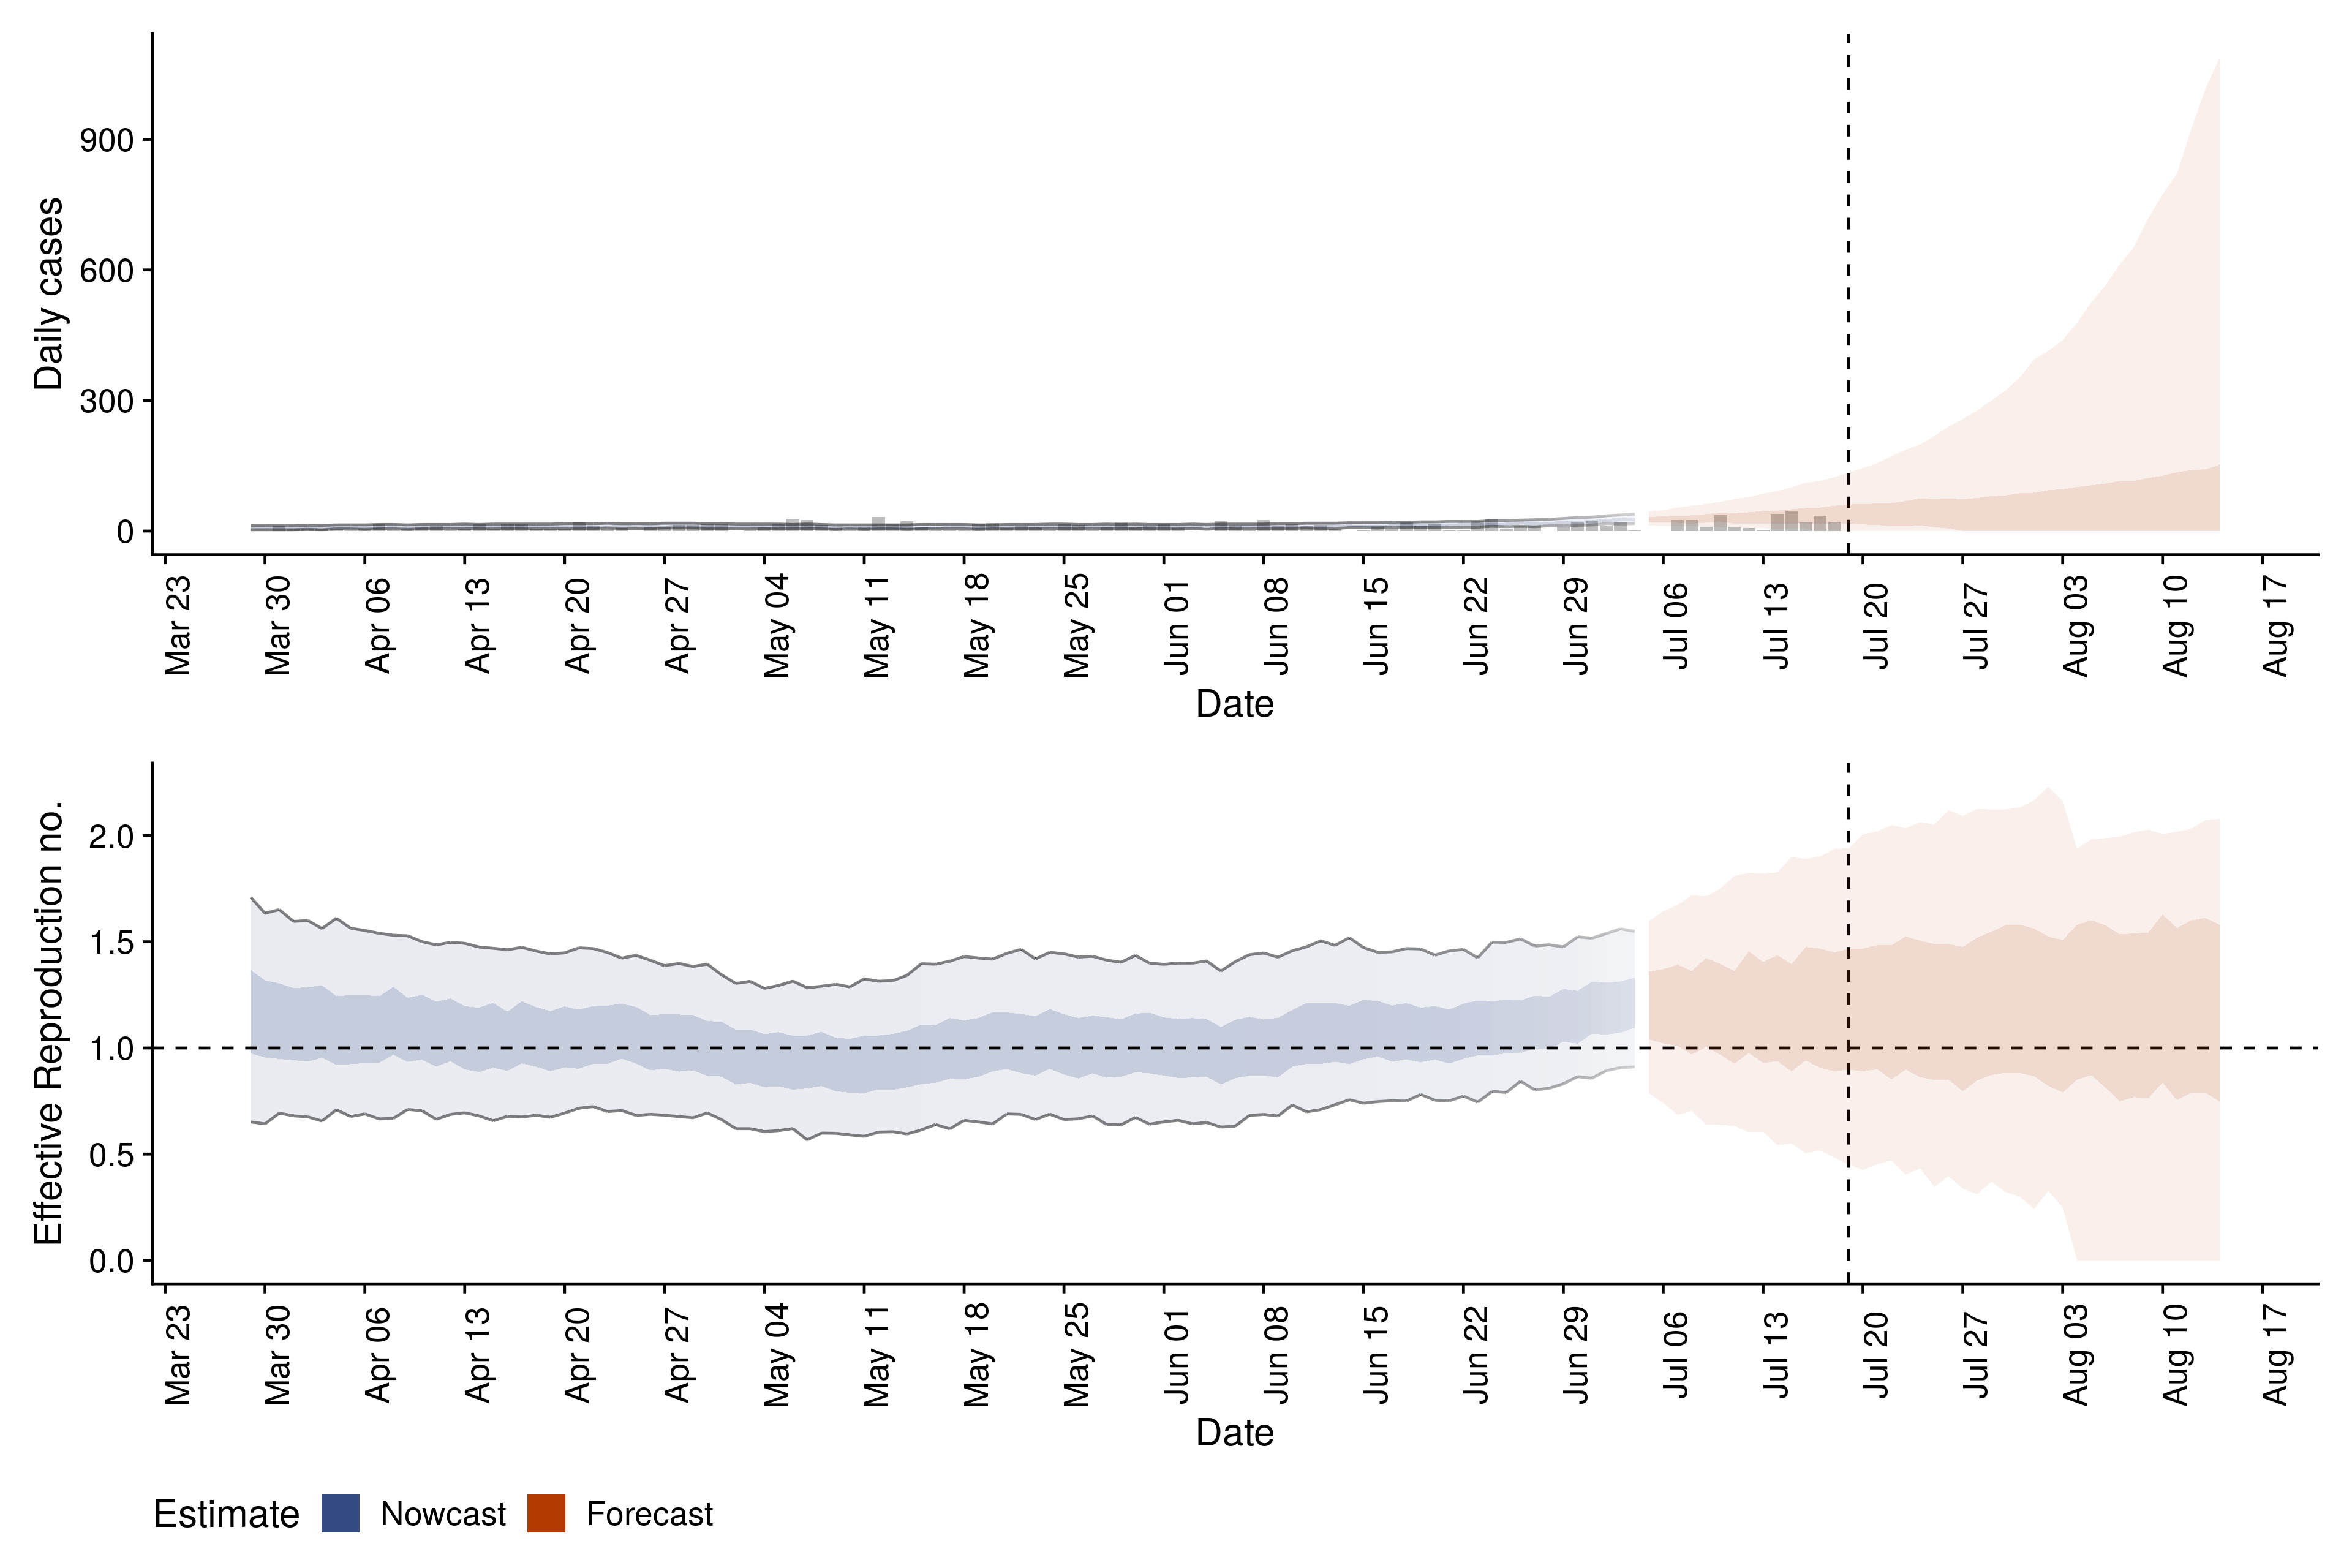 Daily cases
900
600
300
0
Mar 23
Mar 30
Apr 06
Apr 13
Apr 20
Apr 27
May 04
May 11
May 18
May 25
Jun 01
Jun 08
Jun 15
Jun 22
Jun 29
Jul 06
Jul 13
Jul 20
Jul 27
Aug 03
Aug 10
Aug 17
Date
Effective Reproduction no.
2.0
1.5
1.0
0.5
0.0
Mar 23
Mar 30
Apr 06
Apr 13
Apr 20
Apr 27
May 04
May 11
May 18
May 25
Jun 01
Jun 08
Jun 15
Jun 22
Jun 29
Jul 06
Jul 13
Jul 20
Jul 27
Aug 03
Aug 10
Aug 17
Date
Estimate Nowcast Forecast